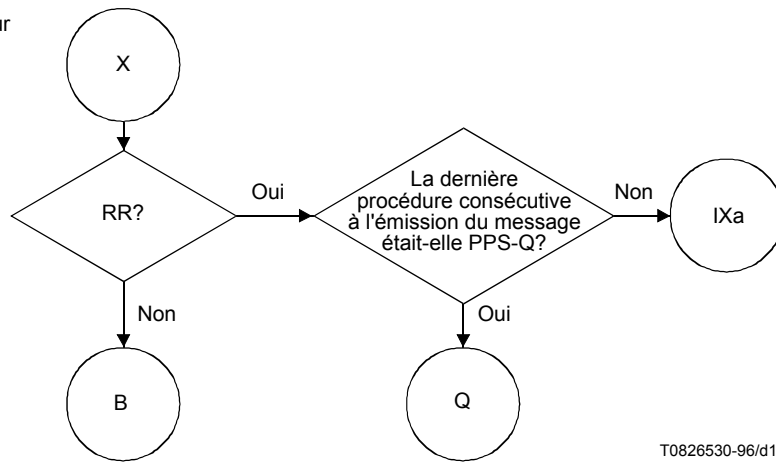 X
RR?
Oui
La dernière
procédure consécutive
à l'émission du message
était-elle PPS-Q?
Non
IXa
Non
Oui
B
Q
T0826530-96/d1